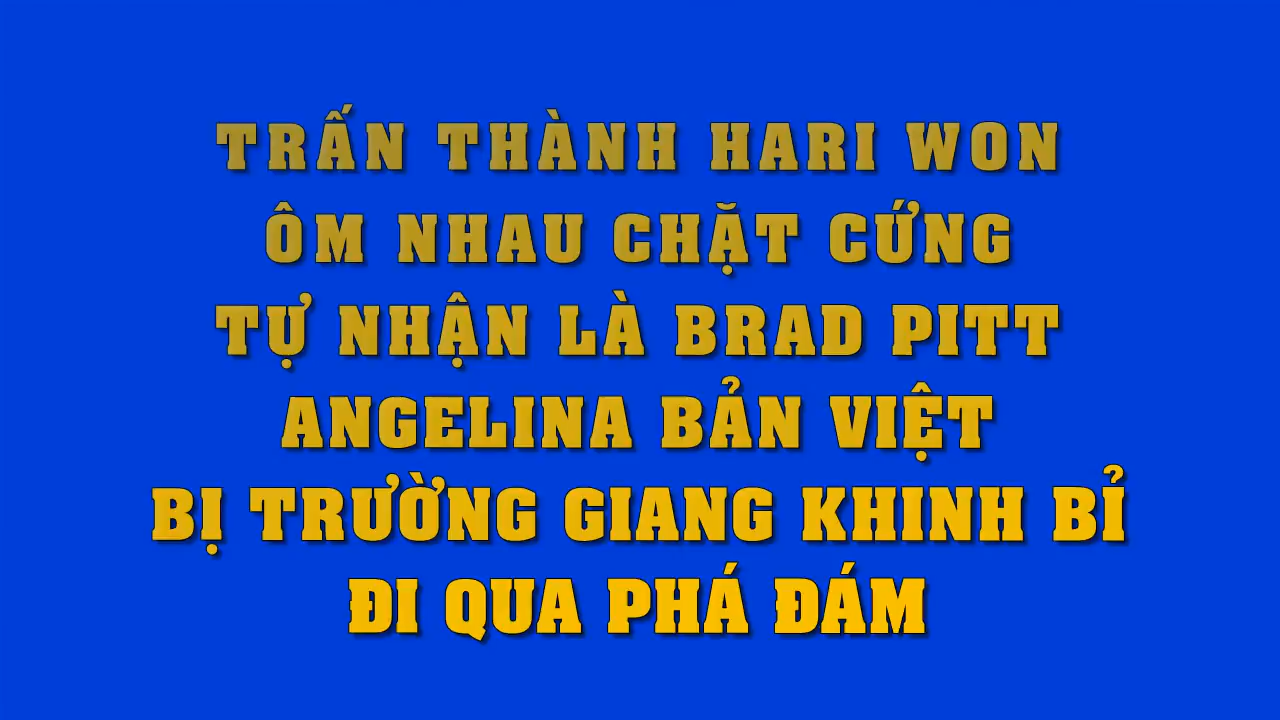 TRẤN THÀNH HARI WON
ÔM NHAU CHẶT CỨNG
TỰ NHẬN LÀ BRAD PITT
ANGELINA BẢN VIỆT
BỊ TRƯỜNG GIANG KHINH BỈ
ĐI QUA PHÁ ĐÁM